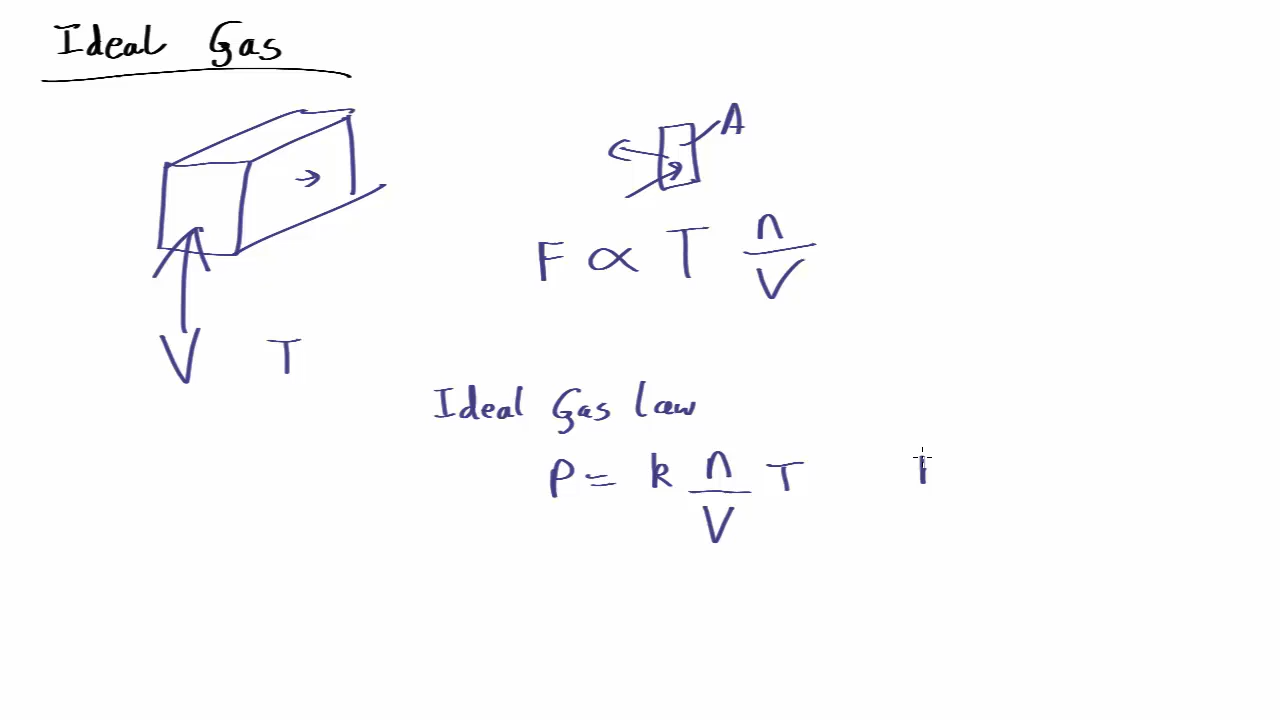 Ideal Gas
A
F ∝ T n/V
V T
Ideal Gas law
P = k n/V T